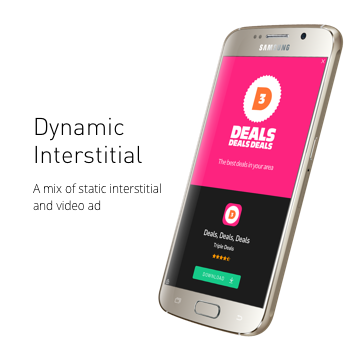 Dynamic
Interstitial
A mix of static interstitial
and video ad
SAMSUNG
D3
DEALS
DEALS DEALS
The best deals in your area
D
Deals, Deals, Deals
Triple Deals
DOWNLOAD